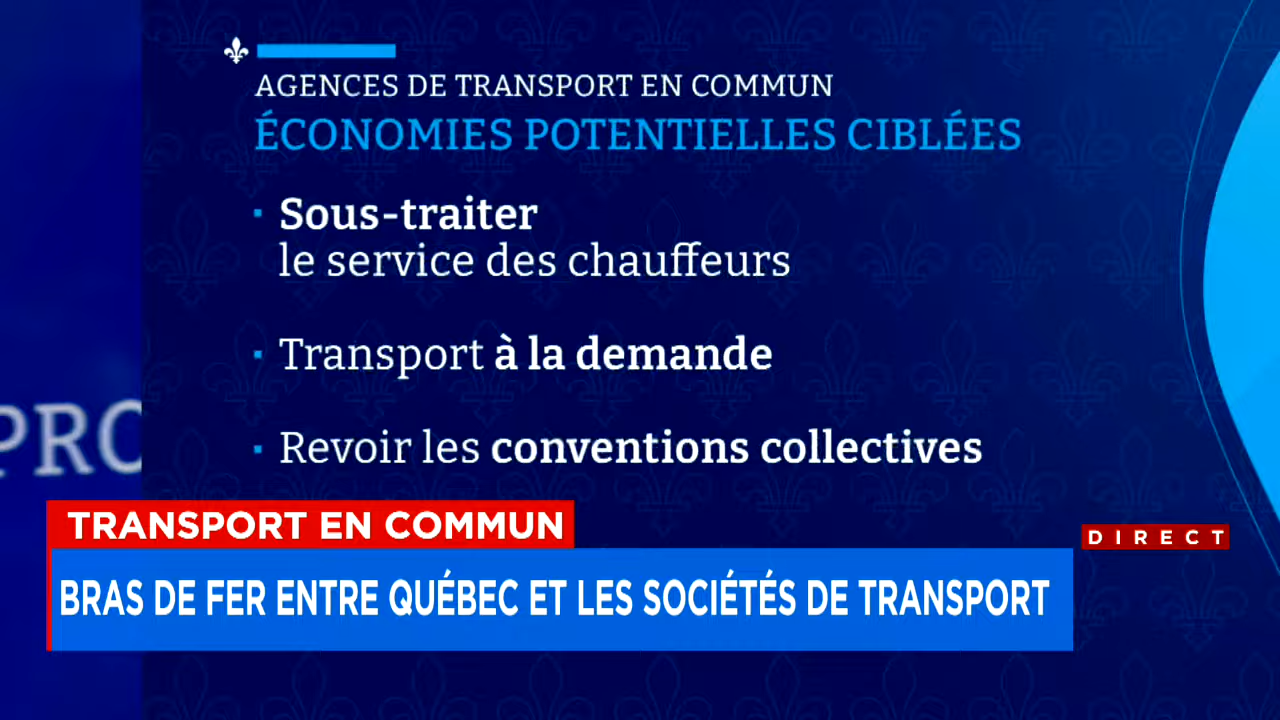 AGENCES DE TRANSPORT EN COMMUN
ÉCONOMIES POTENTIELLES CIBLÉES
· Sous-traiter
le service des chauffeurs
· Transport à la demande
· Revoir les conventions collectives
PRO
TRANSPORT EN COMMUN
DIRECT
BRAS DE FER ENTRE QUÉBEC ET LES SOCIÉTÉS DE TRANSPORT